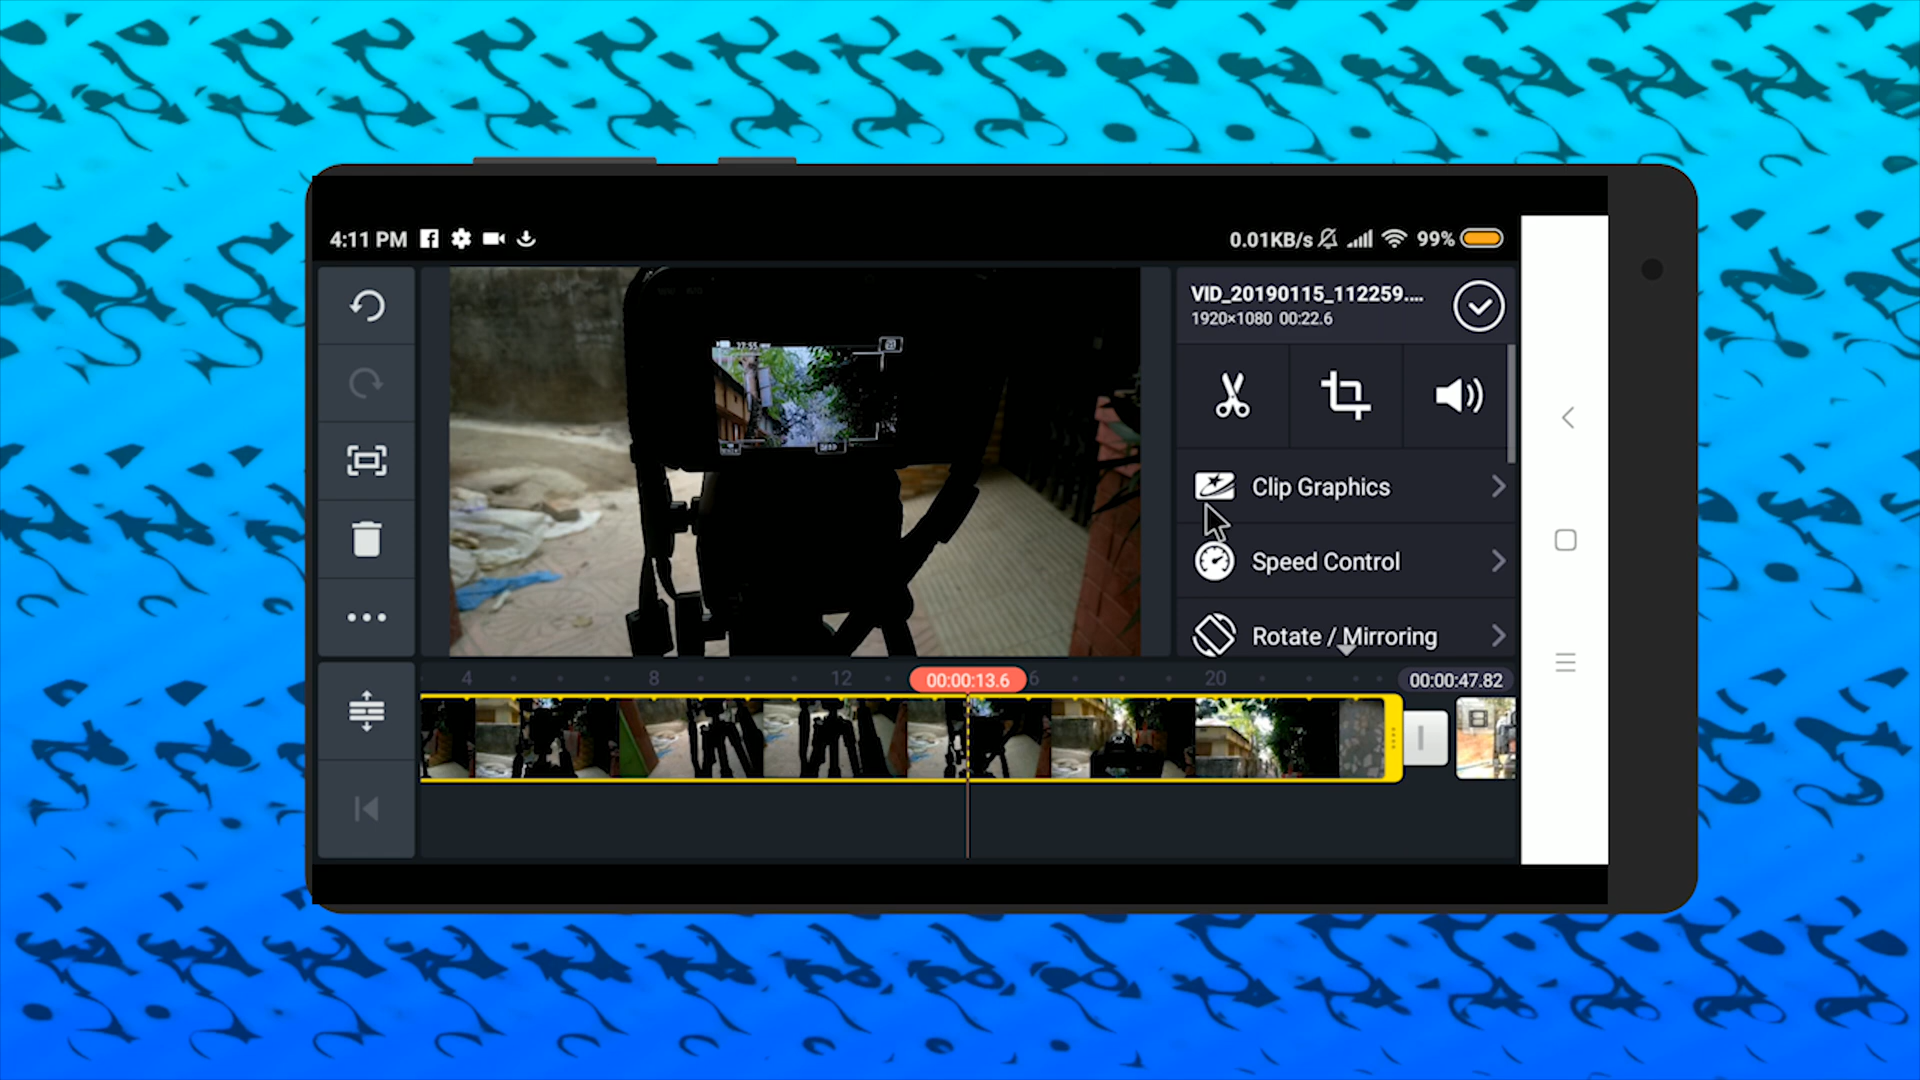 4:11 PM
0.01KB/s 99%
VID_20190115_112259....
1920×1080 00:22.6
Clip Graphics
Speed Control
Rotate / Mirroring
4 8 12 00:00:13.6 6 20 00:00:47.82